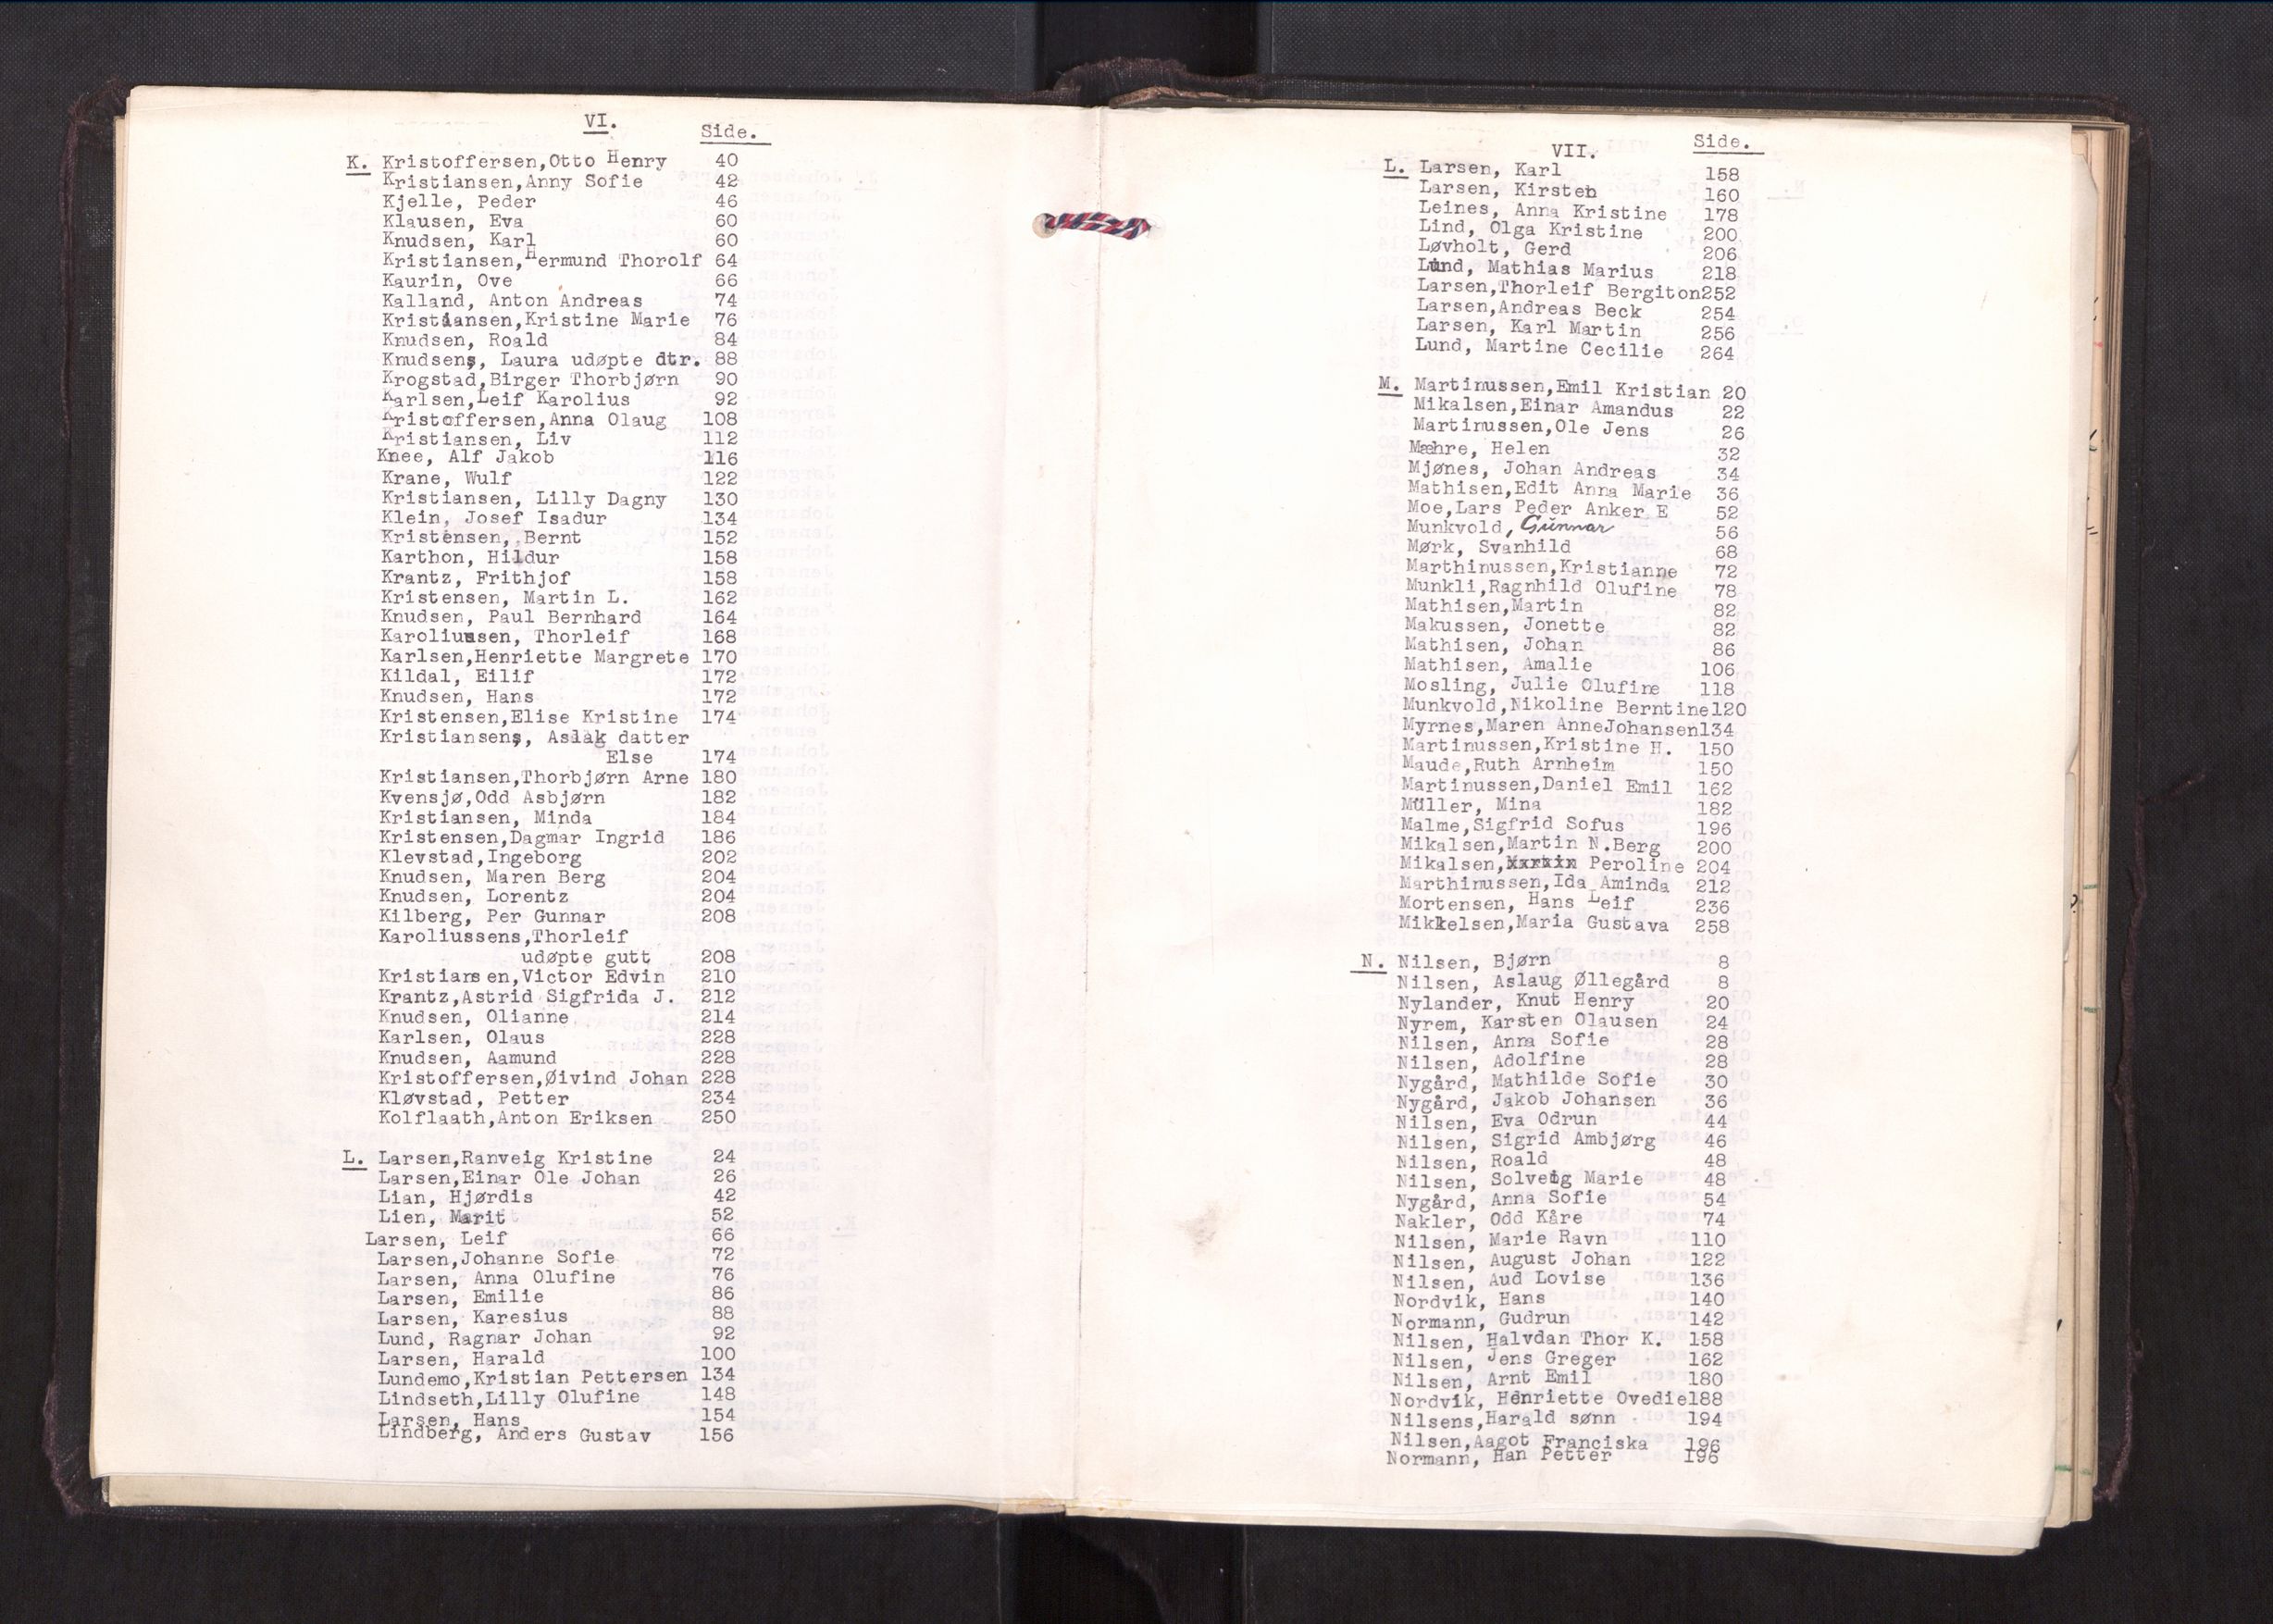 VI.
Side.
K. Kristoffersen,Otto Henry 40
Kristiansen,Anny Sofie 42
Kjelle, Peder 46
Klausen, Eva 60
Knudsen, Karl 60
Kristiansen,Hermund Thorolf 64
Kaurin, Ove 66
Kalland, Anton Andreas 74
Kristiansen,Kristine Marie 76
Knudsen, Roald 84
Knudsens, Laura udøpte dtr. 88
Krogstad,Birger Thorbjørn 90
Karlsen,Leif Karolius 92
Kristoffersen,Anna Olaug 108
Kristiansen, Liv 112
Knee, Alf Jakob 116
Krane, Wulf 122
Kristiansen, Lilly Dagny 130
Klein, Josef Isadur 134
Kristensen, Bernt 152
Karthon, Hildur 158
Krantz, Frithjof 158
Kristensen, Martin L. 162
Knudsen, Paul Bernhard 164
Karoliussen, Thorleif 168
Karlsen,Henriette Margrete 170
Kildal, Eilif 172
Knudsen, Hans 172
Kristensen,Elise Kristine 174
Kristiansens, Aslak datter
Else 174
Kristiansen,Thorbjørn Arne 180
Kvensjø,Odd Asbjørn 182
Kristiansen, Minda 184
Kristensen,Dagmar Ingrid 186
Klevstad,Ingeborg 202
Knudsen, Maren Berg 204
Knudsen, Lorentz 204
Kilberg, Per Gunnar 208
Karoliussens,Thorleif
udøpte gutt 208
Kristiansen,Victor Edvin 210
Krantz,Astrid Sigfrida J. 212
Knudsen, Olianne 214
Karlsen, Olaus 228
Knudsen, Aamund 228
Kristoffersen,Øivind Johan 228
Kløvstad, Petter 234
Kolflaath,Anton Eriksen 250
L. Larsen,Ranveig Kristine 24
Larsen,Einar Ole Johan 26
Lian, Hjørdis 42
Lien, Marit 52
Larsen, Leif 66
Larsen,Johanne Sofie 72
Larsen, Anna Olufine 76
Larsen, Emilie 86
Larsen, Karesius 88
Lund, Ragnar Johan 92
Larsen, Harald 100
Lundemo,Kristian Pettersen 134
Lindseth,Lilly Olufine 148
Larsen, Hans 154
Lindberg, Anders Gustav 156
VII.
Side.
L. Larsen, Karl 158
Larsen, Kirsten 160
Leines, Anna Kristine 178
Lind, Olga Kristine 200
Løvholt, Gerd 206
Lund, Mathias Marius 218
Larsen,Thorleif Bergiton252
Larsen,Andreas Beck 254
Larsen, Karl Martin 256
Lund, Martine Cecilie 264
M. Martinussen,Emil Kristian 20
Mikalsen,Einar Amandus 22
Martinussen,Ole Jens 26
Mæhre, Helen 32
Mjønes, Johan Andreas 34
Mathisen,Edit Anna Marie 36
Moe,Lars Peder Anker E 52
Munkvold, Gunnar 56
Mørk, Svanhild 68
Marthinussen,Kristianne 72
Munkli,Ragnhild Olufine 78
Mathisen,Martin 82
Makussen, Jonette 82
Mathisen, Johan 86
Mathisen, Amalie 106
Mosling, Julie Olufine 118
Munkvold,Nikoline Berntine120
Myrnes,Maren AnneJohansen134
Martinussen,Kristine H. 150
Maude,Ruth Arnheim 150
Martinussen,Daniel Emil 162
Müller, Mina 182
Malme,Sigfrid Sofus 196
Mikalsen,Martin N.Berg 200
Mikalsen, Peroline 204
Marthinussen,Ida Aminda 212
Mortensen, Hans Leif 236
Mikkelsen,Maria Gustava 258
N. Nilsen, Bjørn 8
Nilsen, Aslaug Øllegård 8
Nylander, Knut Henry 20
Nyrem, Karsten Olausen 24
Nilsen, Anna Sofie 28
Nilsen, Adolfine 28
Nygård, Mathilde Sofie 30
Nygård, Jakob Johansen 36
Nilsen, Eva Odrun 44
Nilsen, Sigrid Ambjørg 46
Nilsen, Roald 48
Nilsen, Solveig Marie 48
Nygård, Anna Sofie 54
Nakler, Odd Kåre 74
Nilsen, Marie Ravn 110
Nilsen, August Johan 122
Nilsen, Aud Lovise 136
Nordvik, Hans 140
Normann, Gudrun 142
Nilsen, Halvdan Thor K. 158
Nilsen, Jens Greger 162
Nilsen, Arnt Emil 180
Nordvik, Henriette Ovedie188
Nilsens,Harald sønn 194
Nilsen,Aagot Franciska 196
Normann, Han Petter 196